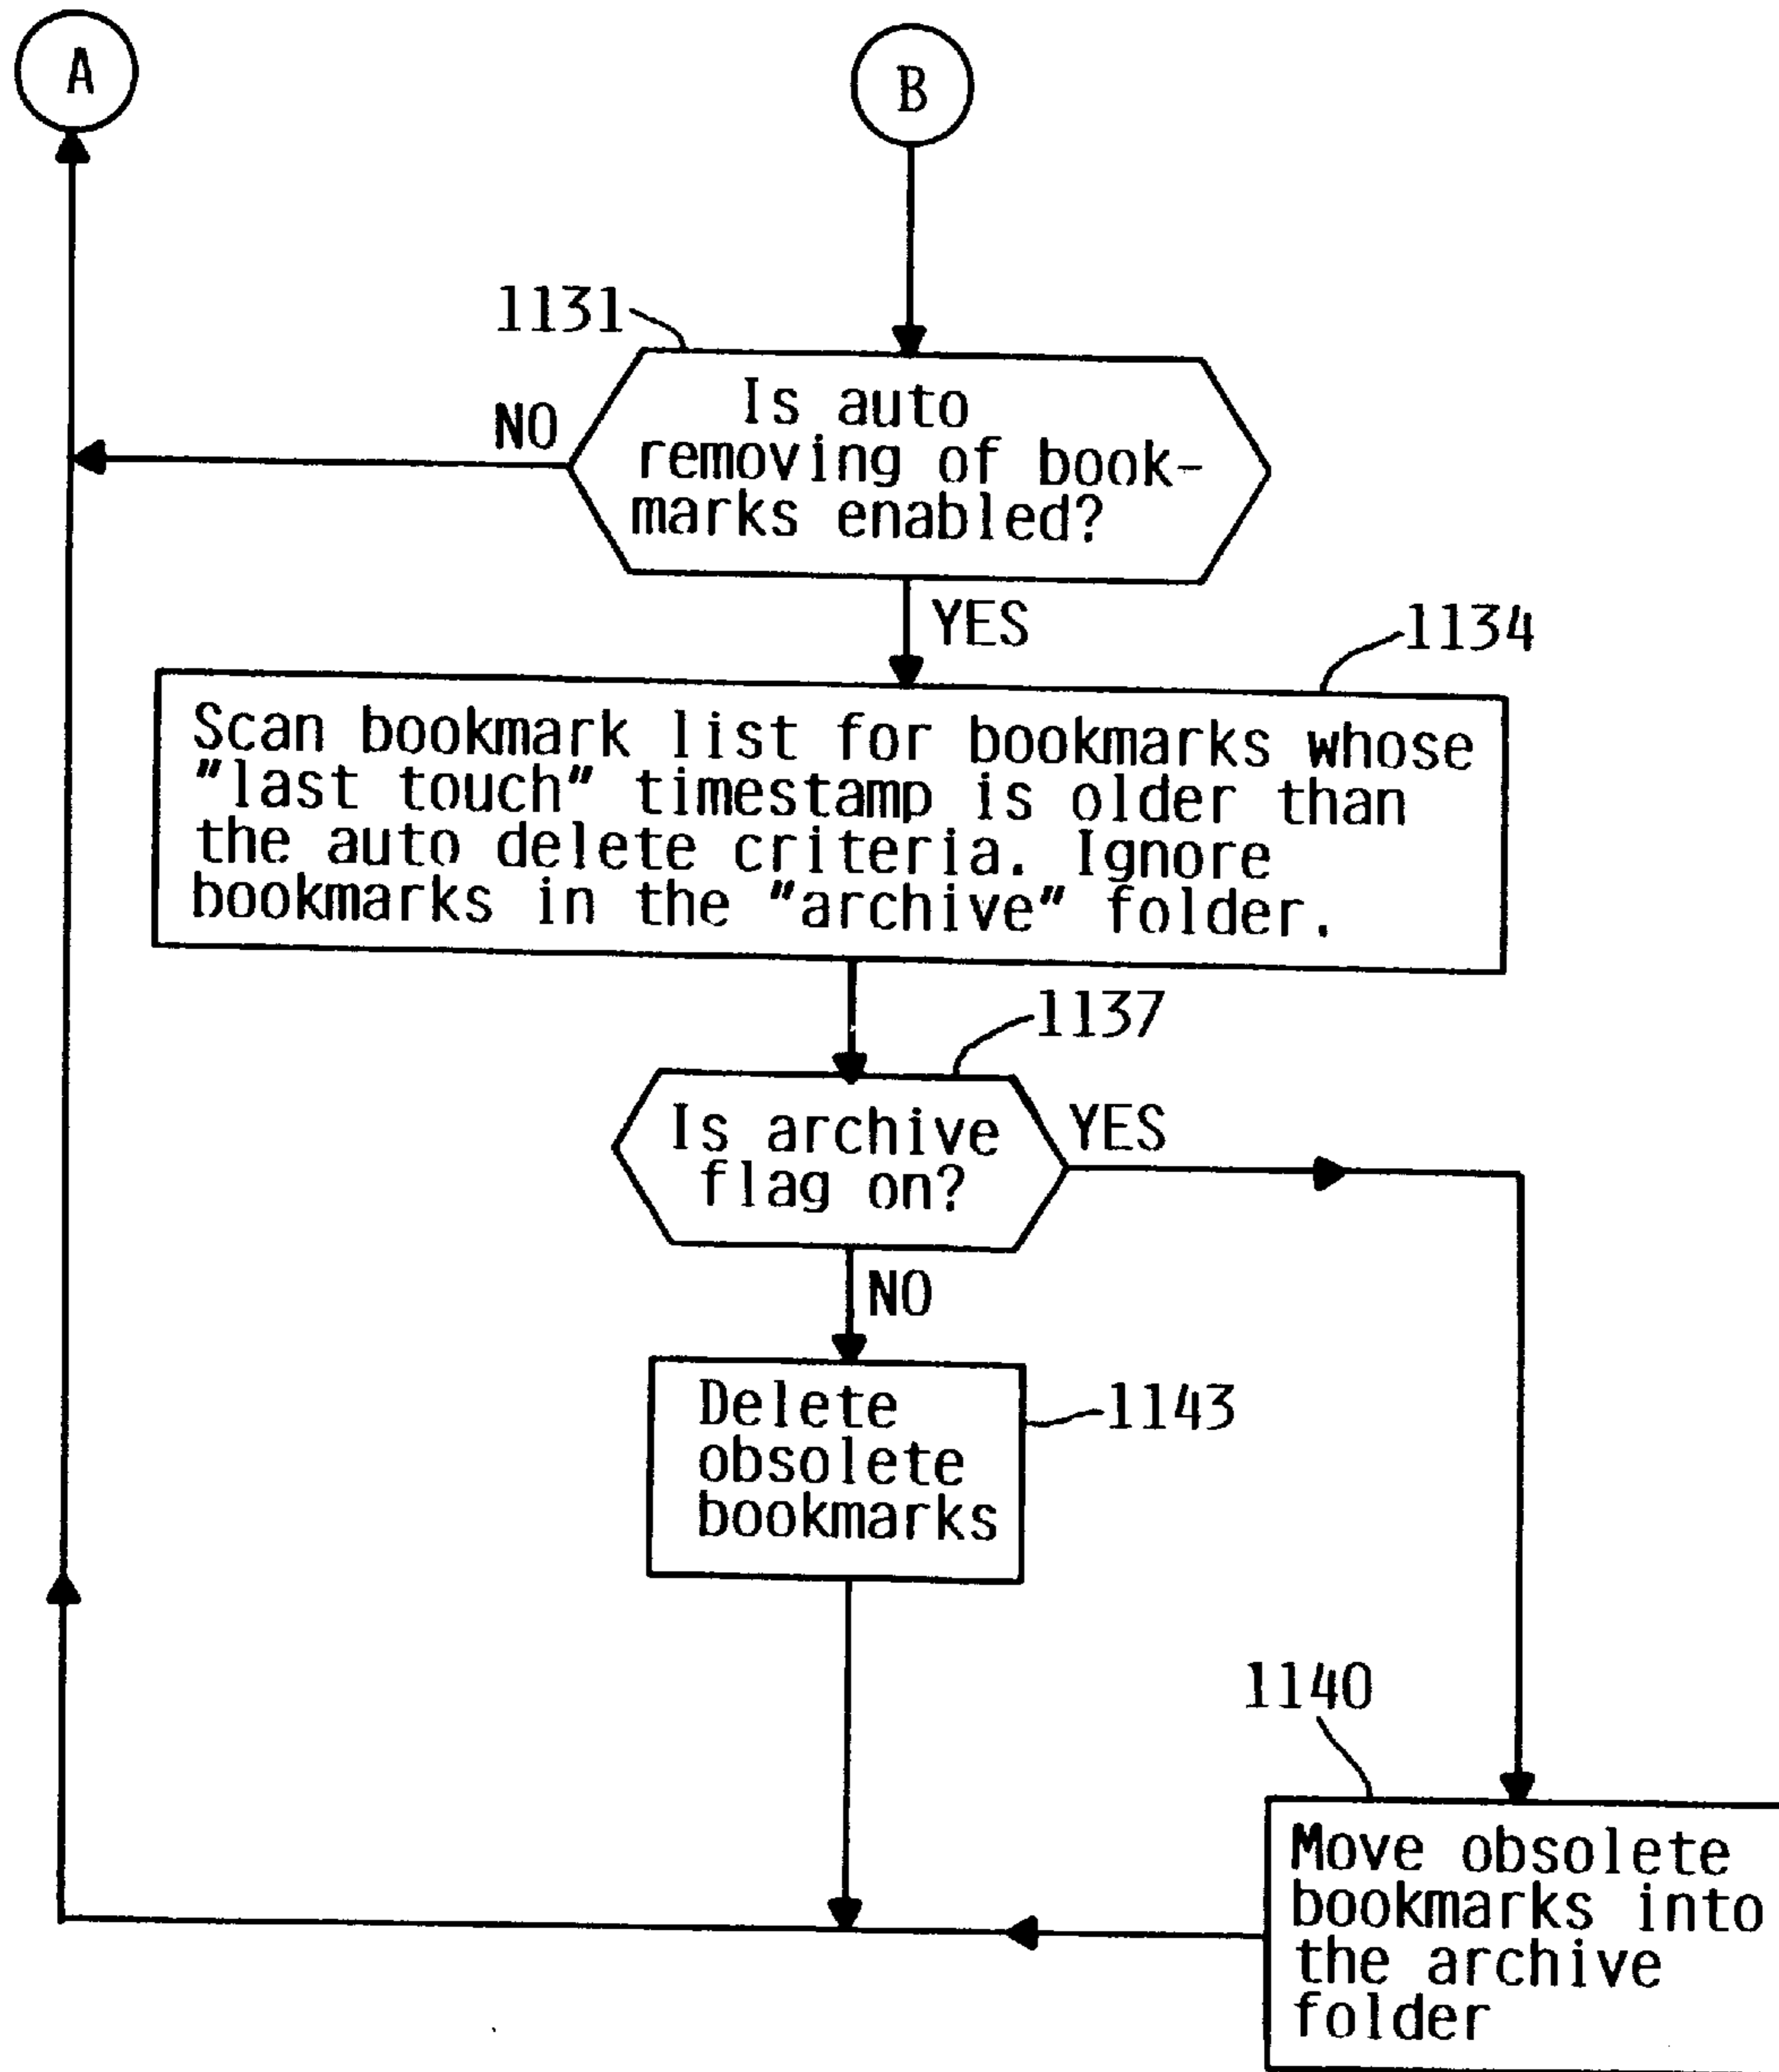 A
B
1131
Is auto
removing of book-
marks enabled?
NO
YES
1134
Scan bookmark list for bookmarks whose
"last touch" timestamp is older than
the auto delete criteria. Ignore
bookmarks in the "archive" folder.
1137
Is archive
flag on?
YES
NO
Delete
obsolete
bookmarks
1143
1140
Move obsolete
bookmarks into
the archive
folder